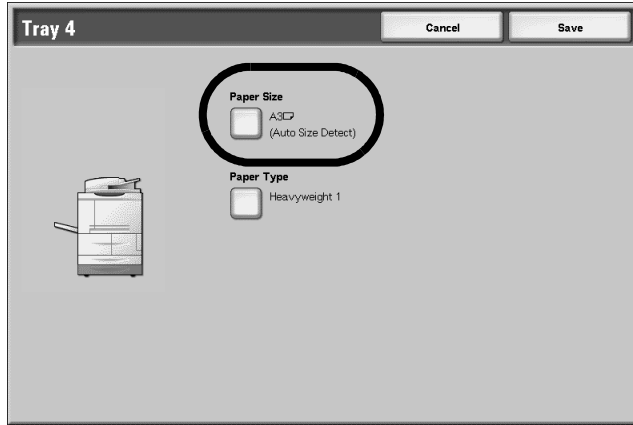 Tray 4
Cancel
Save
Paper Size
A3
(Auto Size Detect)
Paper Type
Heavyweight 1